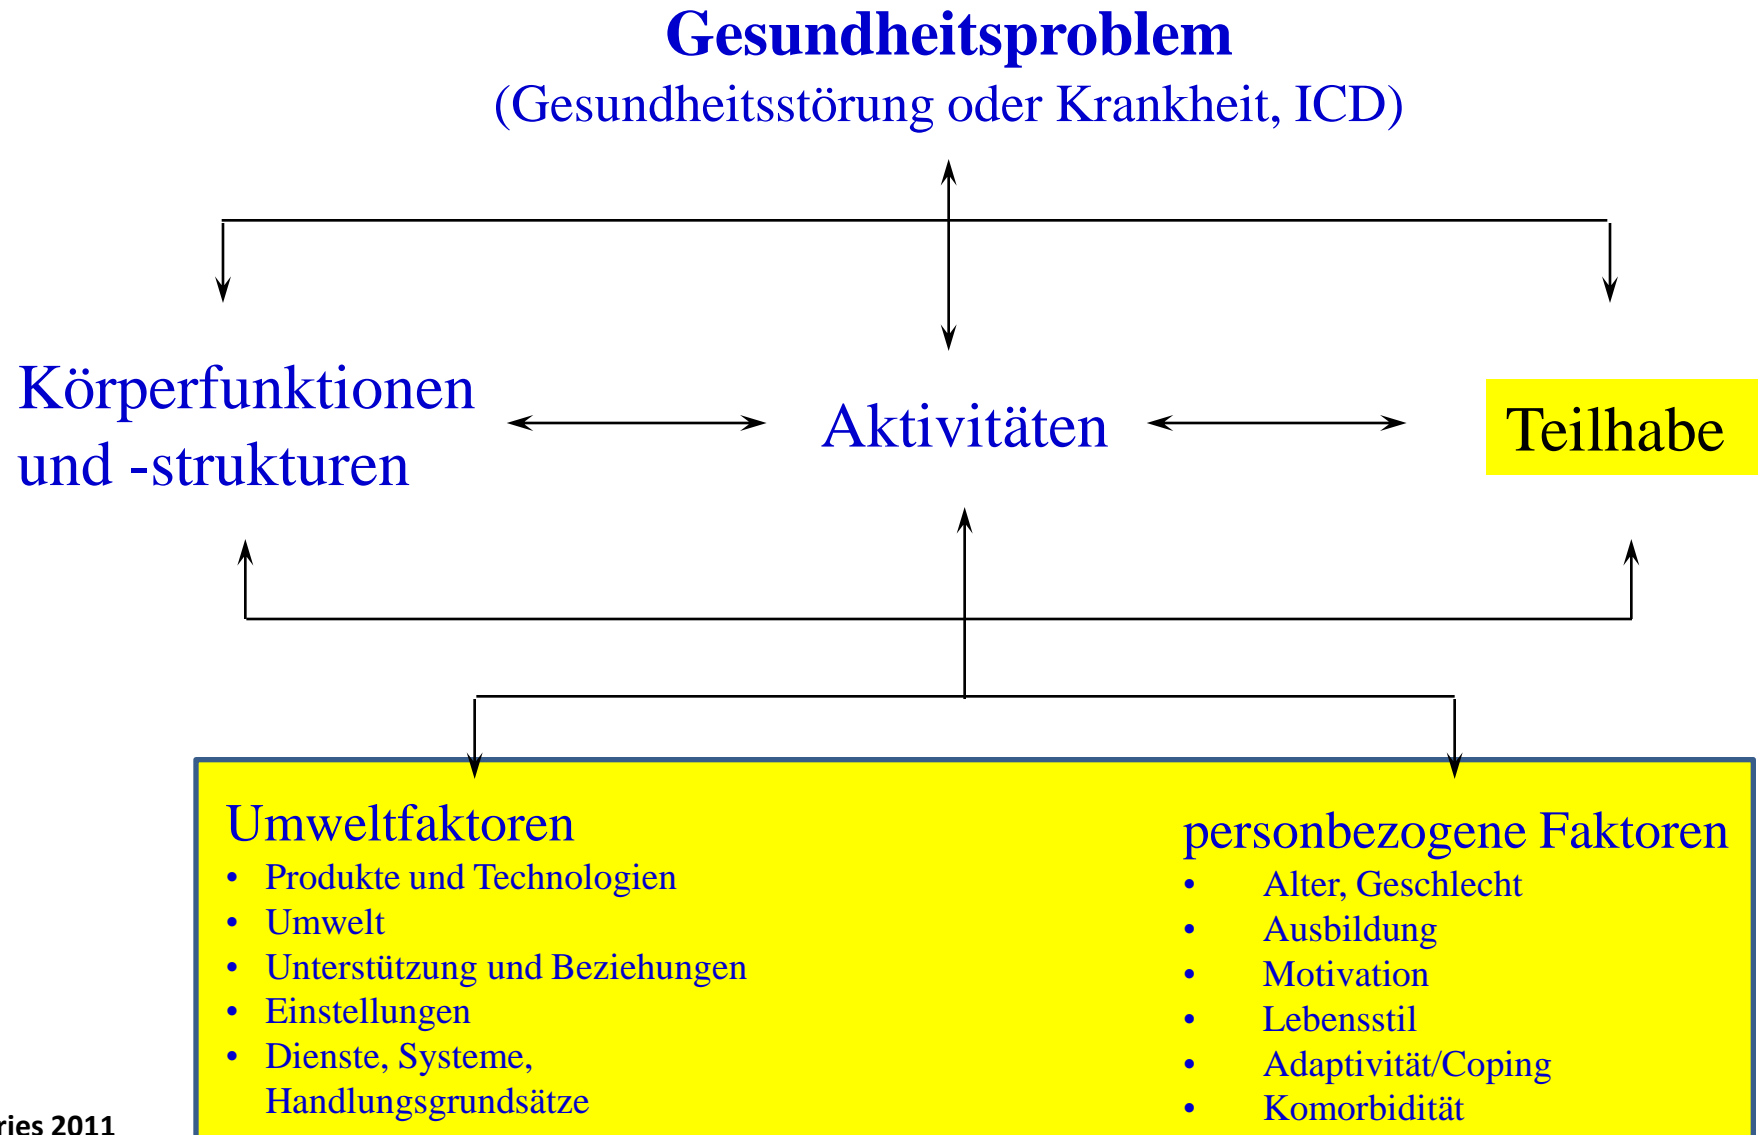 Gesundheitsproblem
(Gesundheitsstörung oder Krankheit, ICD)
Körperfunktionen
und -strukturen
Aktivitäten
Teilhabe
Umweltfaktoren
• Produkte und Technologien
• Umwelt
• Unterstützung und Beziehungen
• Einstellungen
• Dienste, Systeme,
Handlungsgrundsätze
personbezogene Faktoren
• Alter, Geschlecht
• Ausbildung
• Motivation
• Lebensstil
• Adaptivität/Coping
• Komorbidität
2011